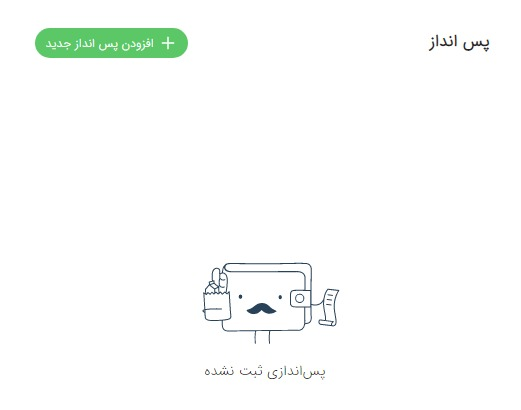 پس انداز
افزودن پس انداز جدید
پس‌اندازی ثبت نشده